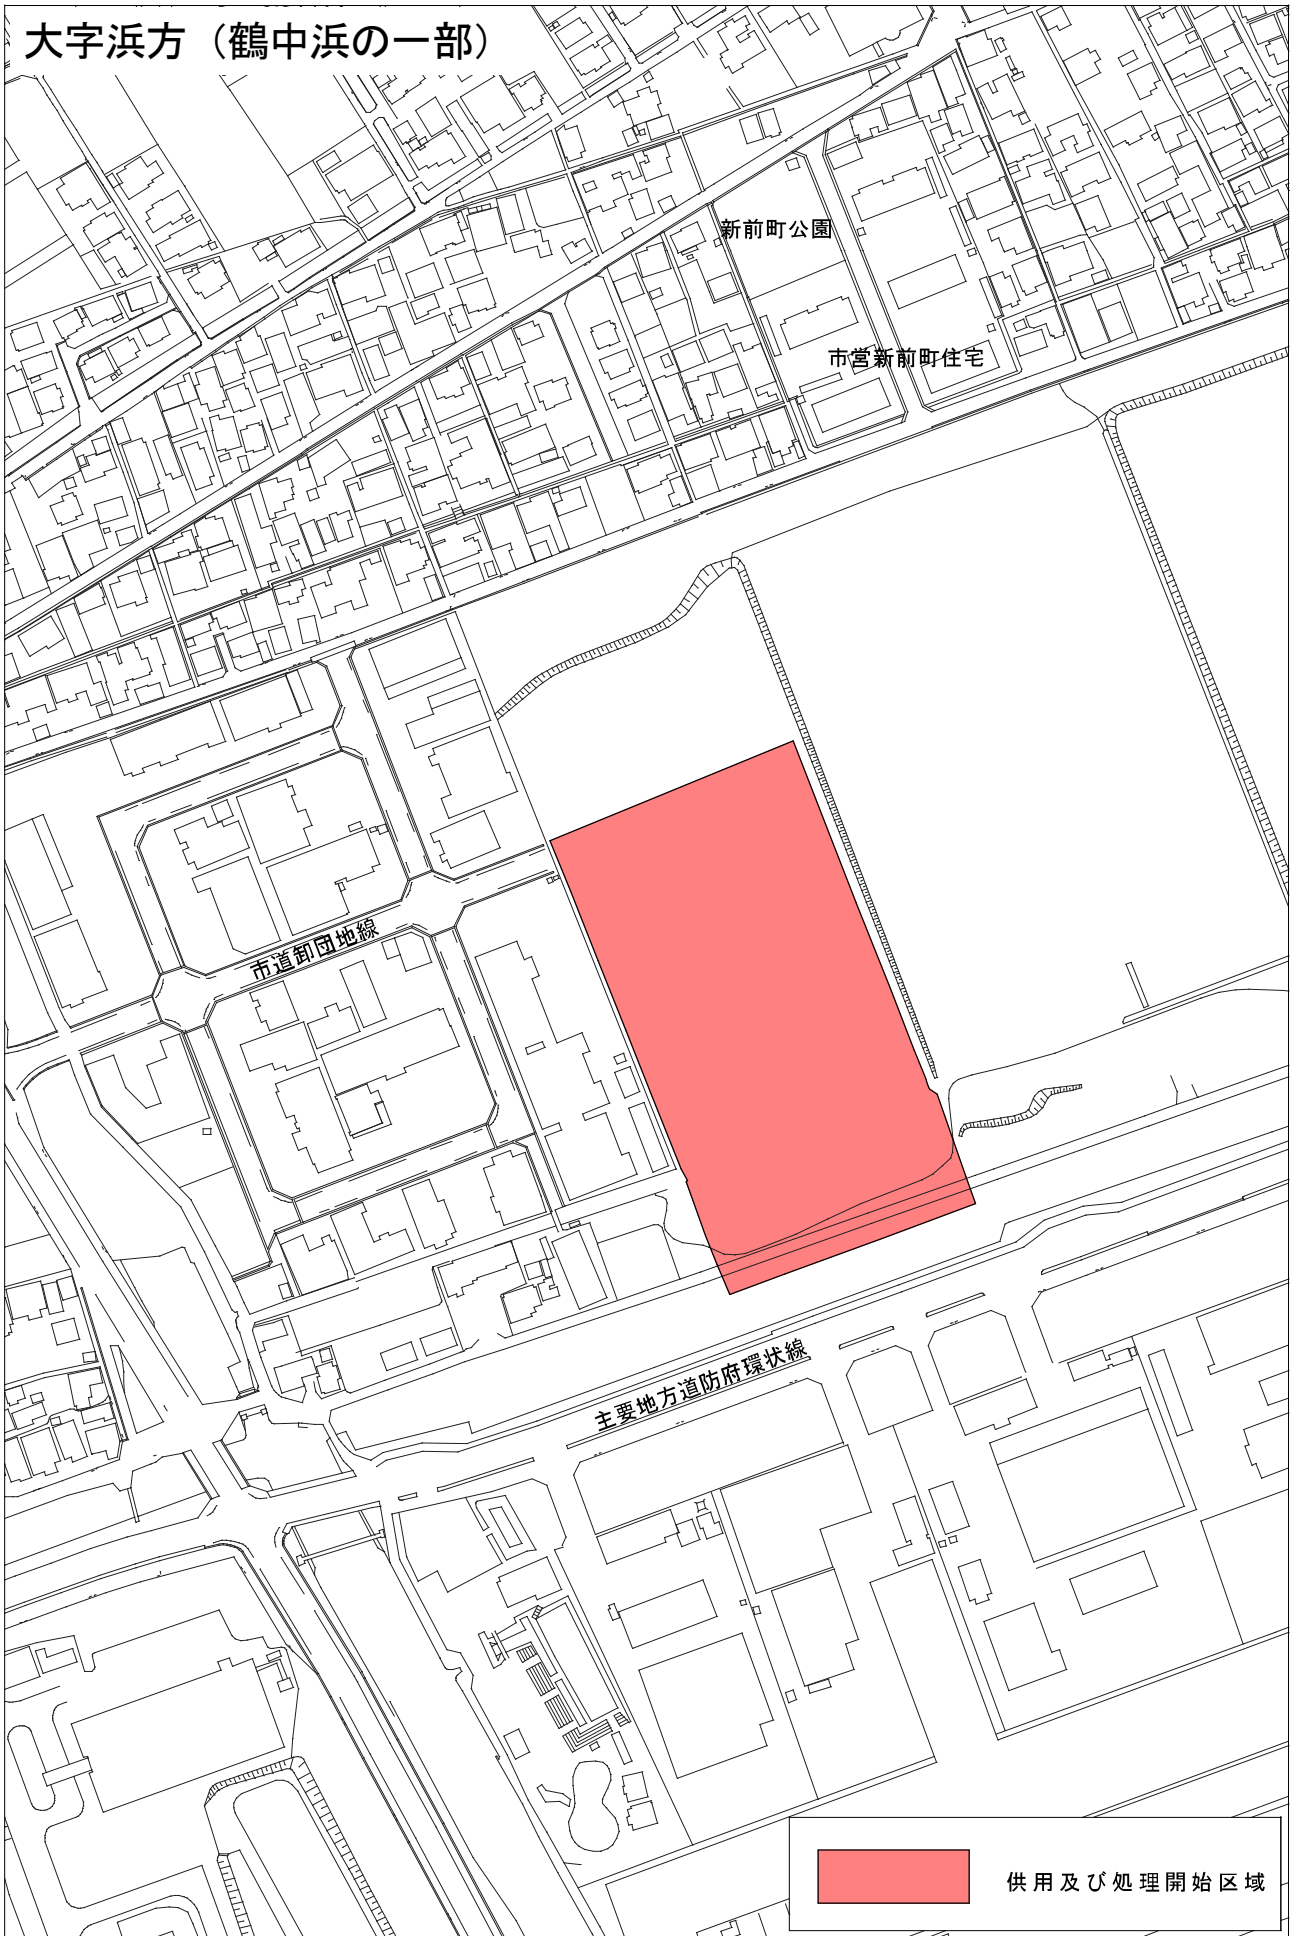 大字浜方（鶴中浜の一部）
新前町公園
市営新前町住宅
市道卸団地線
主要地方道防府環状線
供用及び処理開始区域